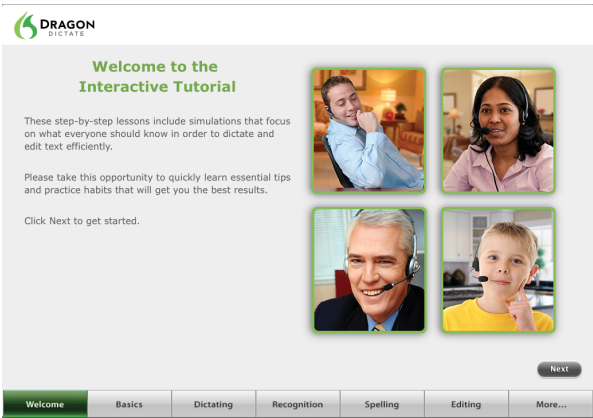 DRAGON
DICTATE
Welcome to the
Interactive Tutorial
These step-by-step lessons include simulations that focus
on what everyone should know in order to dictate and
edit text efficiently.
Please take this opportunity to quickly learn essential tips
and practice habits that will get you the best results.
Click Next to get started.
Next
Welcome Basics Dictating Recognition Spelling Editing More...